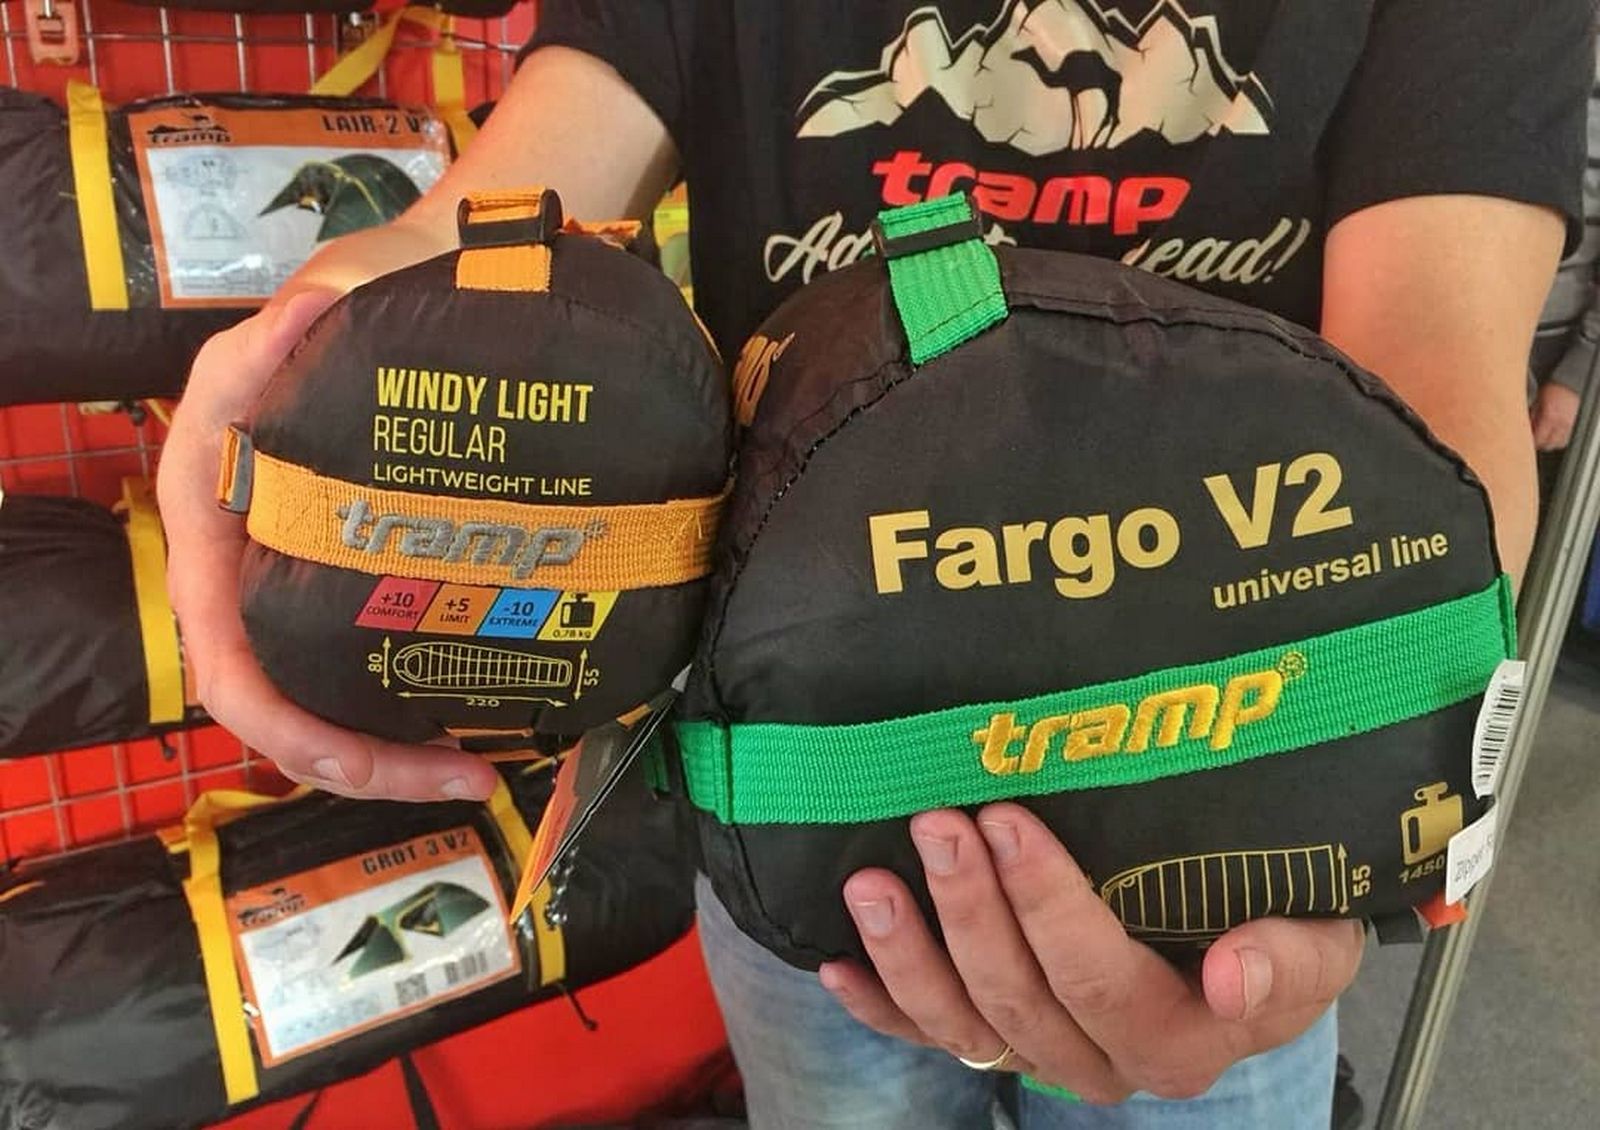 LAIR-2 V2
tramp
tramp
WINDY LIGHT
REGULAR
LIGHTWEIGHT LINE
tramp
+10
COMFORT
+5
LIMIT
-10
EXTREME
0,78 kg
80
55
220
Fargo V2
universal line
tramp
55
1450
GROT 3 V2
tramp